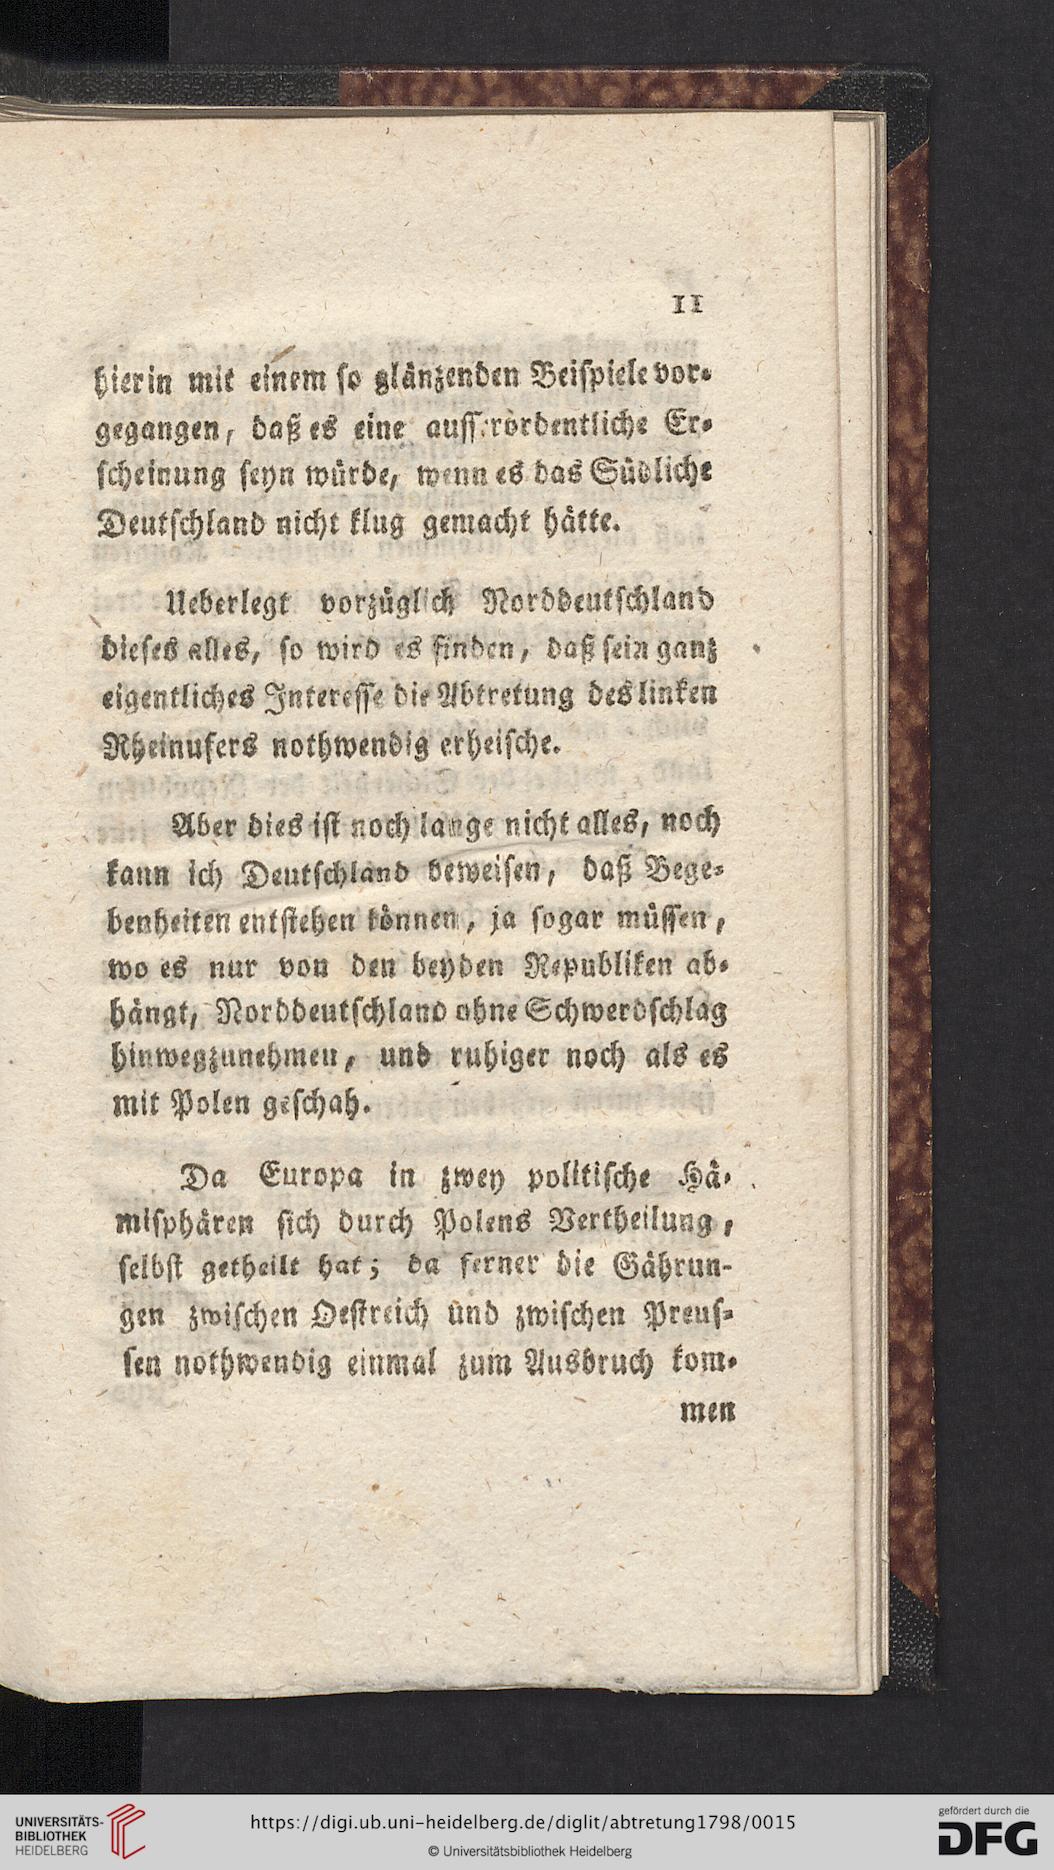 11
hierin mit einem ſo glänzenden Beiſpiele vor-
gegangen, daß es eine auſſerordentliche Er-
ſcheinung ſeyn würde, wenn es das Südliche
Deutſchland nicht klug gemacht hätte.
Ueberlegt vorzüglich Norddeutſchland
dieſes alles, ſo wird es finden, daß ſein ganz
eigentliches Intereſſe die Abtretung des linken
Rheinufers nothwendig erheiſche.
Aber dies iſt noch lange nicht alles, noch
kann ich Deutſchland beweiſen, daß Bege-
benheiten entſtehen können, ja ſogar müſſen,
wo es nur von den beyden Republiken ab-
hängt, Norddeutſchland ohne Schwerdſchlag
hinwegzunehmen, und ruhiger noch als es
mit Polen geſchah.
Da Europa in zwey politiſche Hä-
miſphären ſich durch Polens Vertheilung,
ſelbſt getheilt hat; da ferner die Gährun-
gen zwiſchen Oeſtreich und zwiſchen Preuſ-
ſen nothwendig einmal zum Ausbruch kom-
men
UNIVERSITÄTS-
BIBLIOTHEK
HEIDELBERG
https://digi.ub.uni-heidelberg.de/diglit/abtretung1798/0015
© Universitätsbibliothek Heidelberg
gefördert durch die
DFG